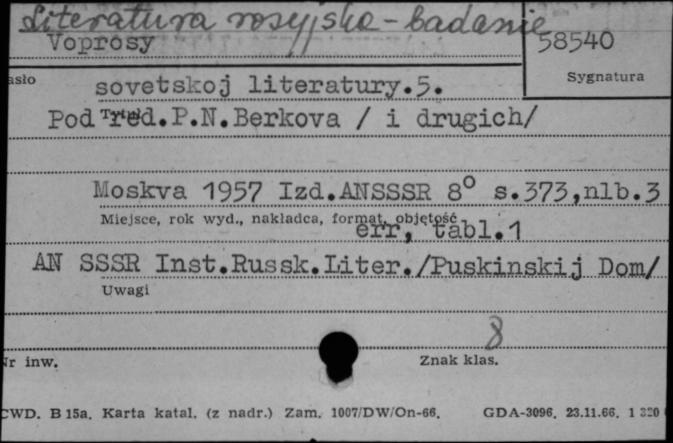 Literatura rosyjska - badanie
Voprosy
58540
asło
sovetskoj literatury.5.
Sygnatura
Tytuł
Pod red.P.N.Berkova / i drugich/
Moskva 1957 Izd.ANSSSR 8° s.373,nlb.3
Miejsce, rok wyd., nakładca, format, objętość
err, tabl.1
AN SSSR Inst.Russk.Liter./Puskinskij Dom/
Uwagi
8
Nr inw.
Znak klas.
CWD. B 15a. Karta katal. (z nadr.) Zam. 1007/DW/On-66. GDA-3096. 23.11.66. 1 320